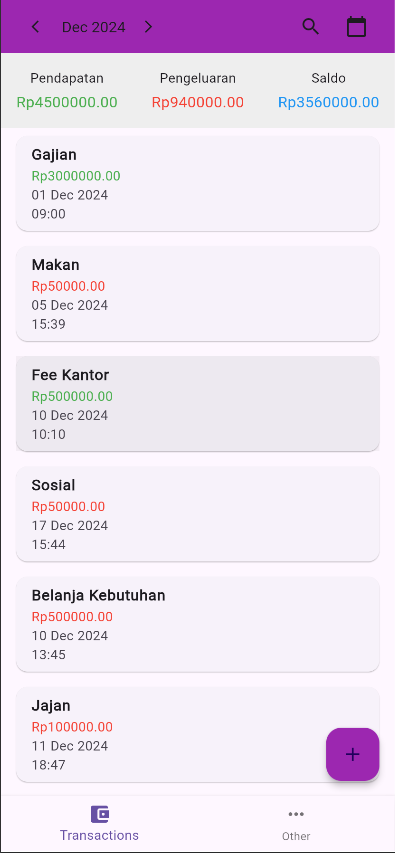 Dec 2024
Pendapatan Pengeluaran Saldo
Rp4500000.00 Rp940000.00 Rp3560000.00
Gajian
Rp3000000.00
01 Dec 2024
09:00
Makan
Rp50000.00
05 Dec 2024
15:39
Fee Kantor
Rp500000.00
10 Dec 2024
10:10
Sosial
Rp50000.00
17 Dec 2024
15:44
Belanja Kebutuhan
Rp500000.00
10 Dec 2024
13:45
Jajan
Rp100000.00
11 Dec 2024
18:47
Transactions Other